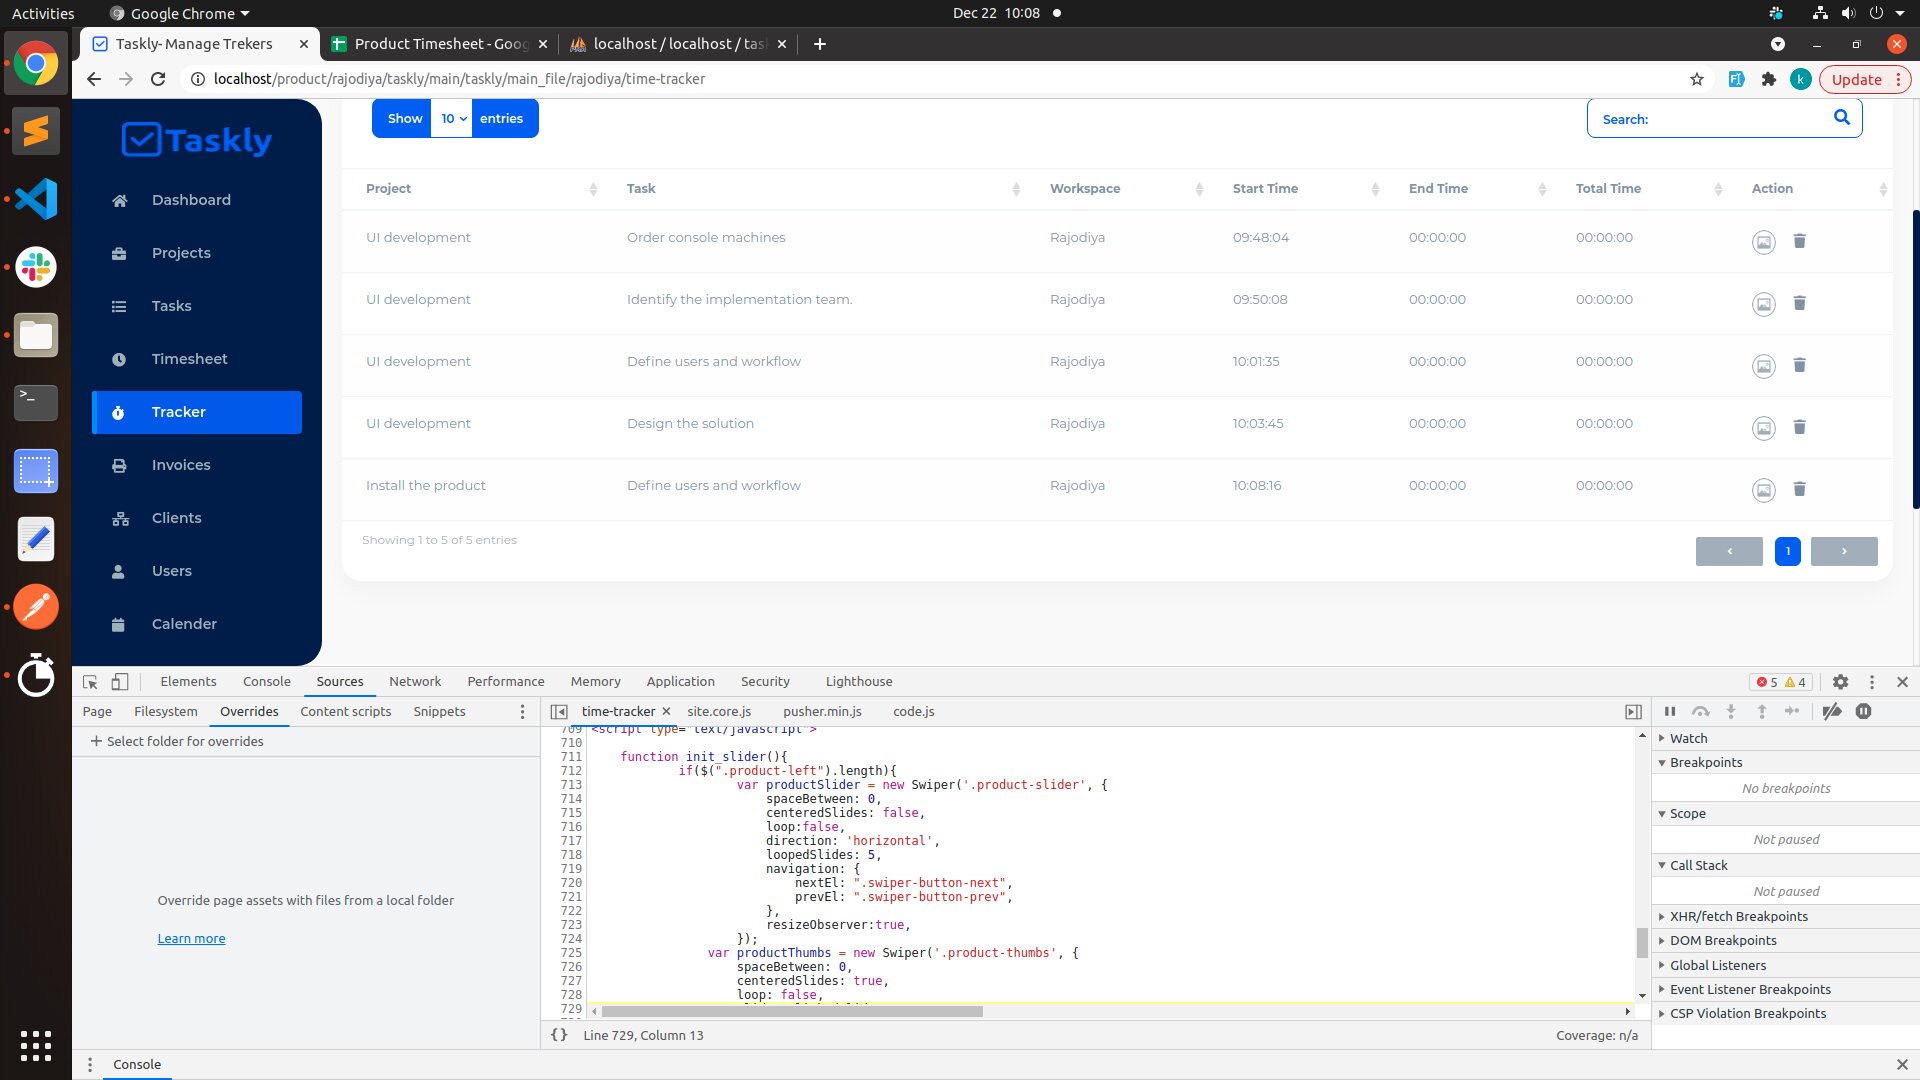 Activities
Google Chrome
Dec 22 10:08
Taskly- Manage Trekers
Product Timesheet - Goog
localhost / localhost / tas
localhost/product/rajodiya/taskly/main/taskly/main_file/rajodiya/time-tracker
k
Update
Taskly
Show 10 entries
Search:
Dashboard
Projects
Tasks
Timesheet
Tracker
Invoices
Clients
Users
Calender
Project Task Workspace Start Time End Time Total Time Action
UI development Order console machines Rajodiya 09:48:04 00:00:00 00:00:00
UI development Identify the implementation team. Rajodiya 09:50:08 00:00:00 00:00:00
UI development Define users and workflow Rajodiya 10:01:35 00:00:00 00:00:00
UI development Design the solution Rajodiya 10:03:45 00:00:00 00:00:00
Install the product Define users and workflow Rajodiya 10:08:16 00:00:00 00:00:00
Showing 1 to 5 of 5 entries
‹ 1 ›
Elements Console Sources Network Performance Memory Application Security Lighthouse
5 4
Page Filesystem Overrides Content scripts Snippets
time-tracker site.core.js pusher.min.js code.js
+ Select folder for overrides
Override page assets with files from a local folder
Learn more
709 <script type="text/javascript">
710
711 function init_slider(){
712 if($(".product-left").length){
713 var productSlider = new Swiper('.product-slider', {
714 spaceBetween: 0,
715 centeredSlides: false,
716 loop:false,
717 direction: 'horizontal',
718 loopedSlides: 5,
719 navigation: {
720 nextEl: ".swiper-button-next",
721 prevEl: ".swiper-button-prev",
722 },
723 resizeObserver:true,
724 });
725 var productThumbs = new Swiper('.product-thumbs', {
726 spaceBetween: 0,
727 centeredSlides: true,
728 loop: false,
729
{} Line 729, Column 13
Coverage: n/a
Watch
Breakpoints
No breakpoints
Scope
Not paused
Call Stack
Not paused
XHR/fetch Breakpoints
DOM Breakpoints
Global Listeners
Event Listener Breakpoints
CSP Violation Breakpoints
Console